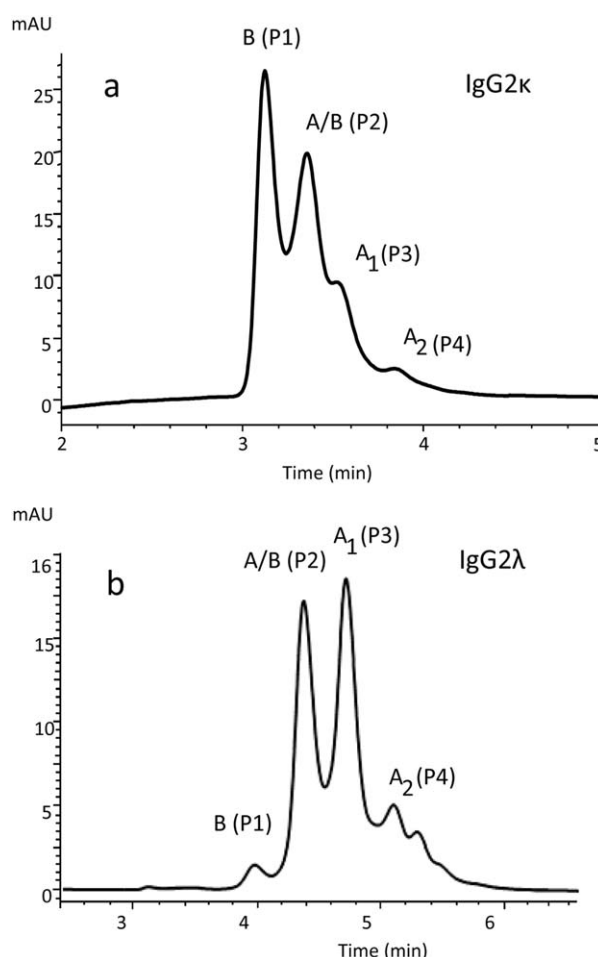 mAU
B (P1)
a
IgG2κ
A/B (P2)
A1 (P3)
A2 (P4)
25
20
15
10
5
0
2 3 4 5
Time (min)
mAU
A1 (P3)
A/B (P2)
IgG2λ
b
A2 (P4)
B (P1)
16
15
10
5
0
3 4 5 6
Time (min)